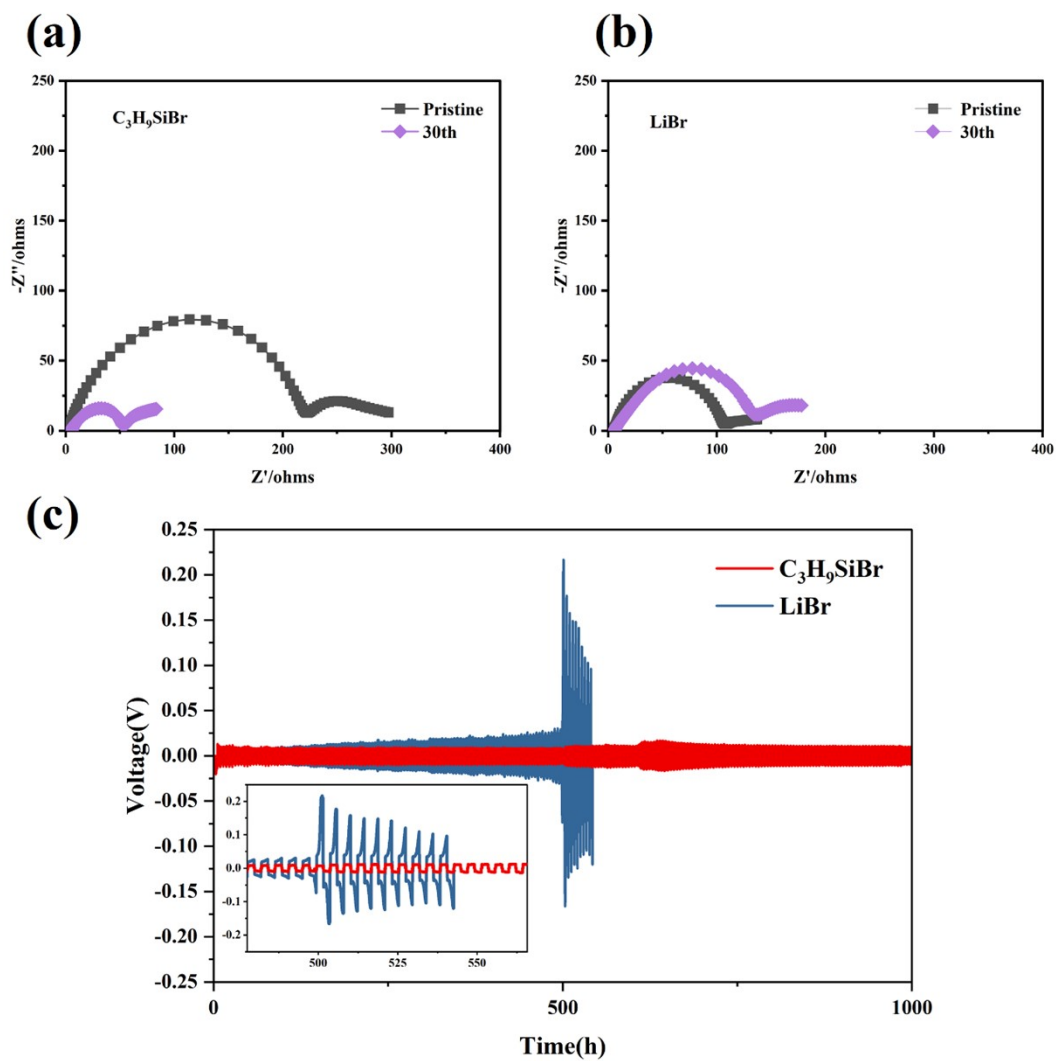 (a)
250
200
150
100
50
0
-Z"/ohms
C₃H₉SiBr
Pristine
30th
0 100 200 300 400
Z'/ohms
(b)
250
200
150
100
50
0
-Z"/ohms
LiBr
Pristine
30th
0 100 200 300 400
Z'/ohms
(c)
0.25
0.20
0.15
0.10
0.05
0.00
-0.05
-0.10
-0.15
-0.20
-0.25
Voltage(V)
C₃H₉SiBr
LiBr
0.2
0.1
0.0
-0.1
-0.2
500 525 550
0 500 1000
Time(h)